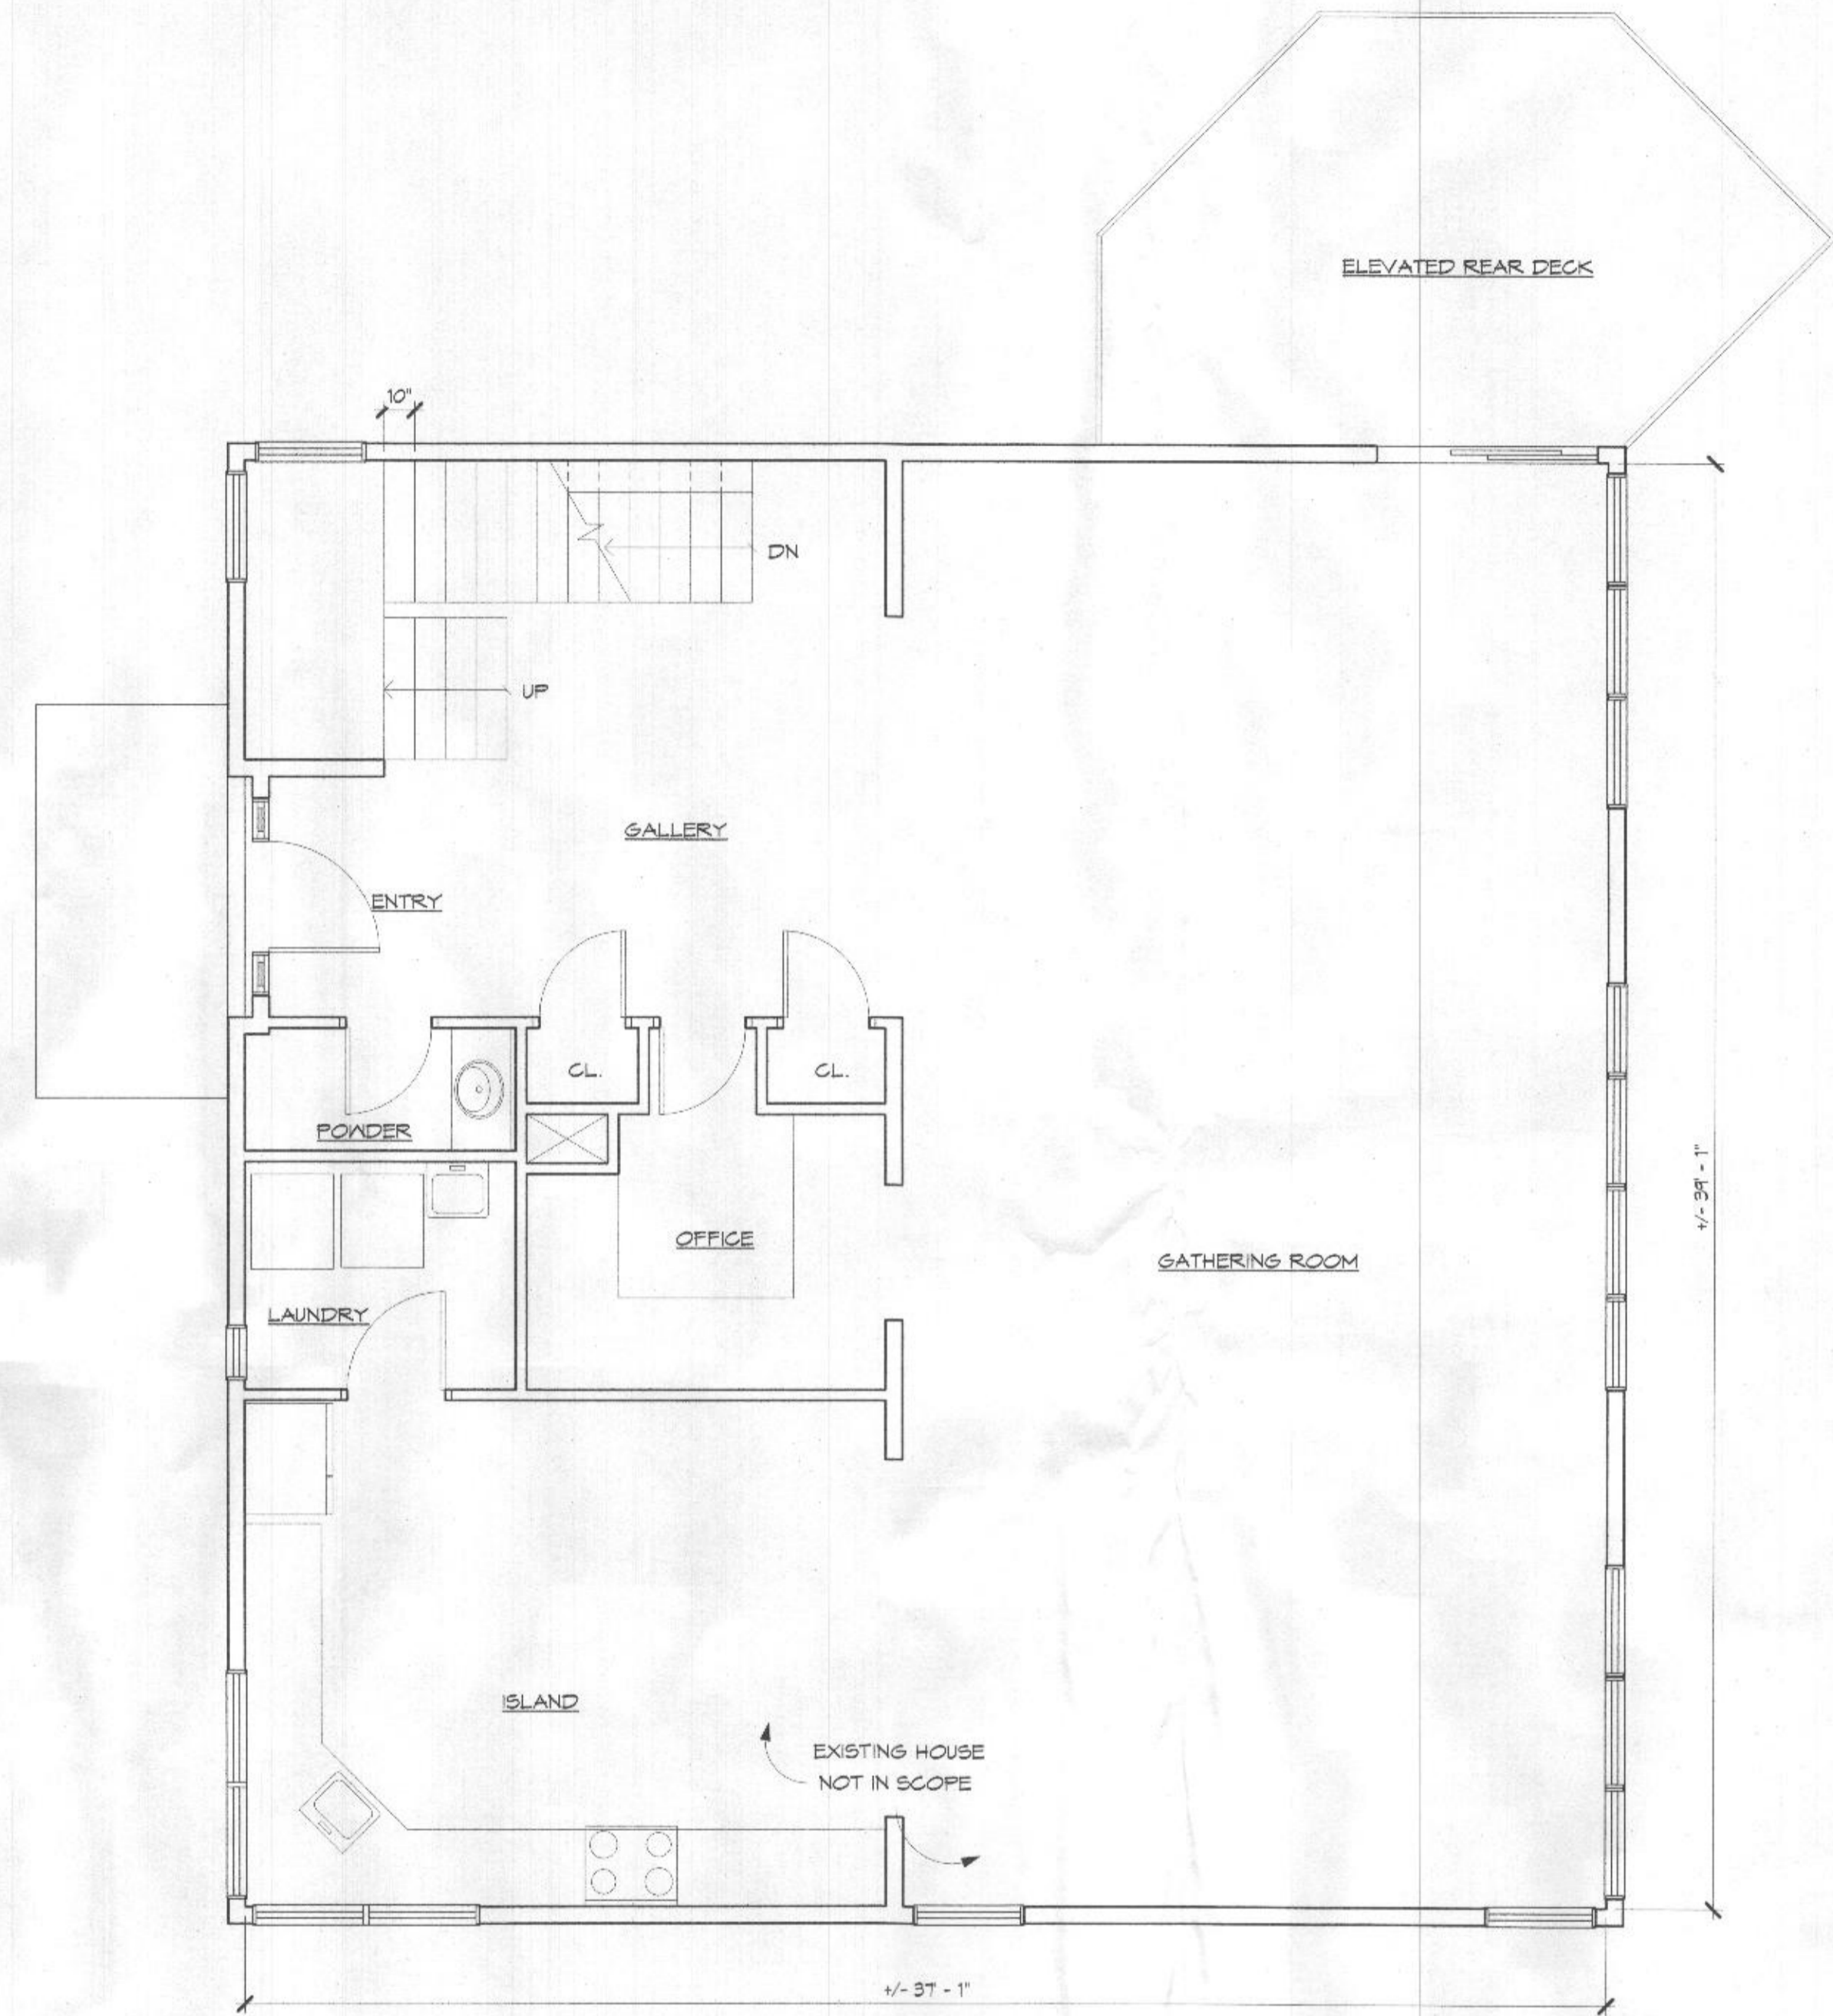 ELEVATED REAR DECK
10"
DN
UP
GALLERY
ENTRY
CL.
CL.
POWDER
OFFICE
LAUNDRY
GATHERING ROOM
+/- 39' - 1"
ISLAND
EXISTING HOUSE
NOT IN SCOPE
+/- 37' - 1"